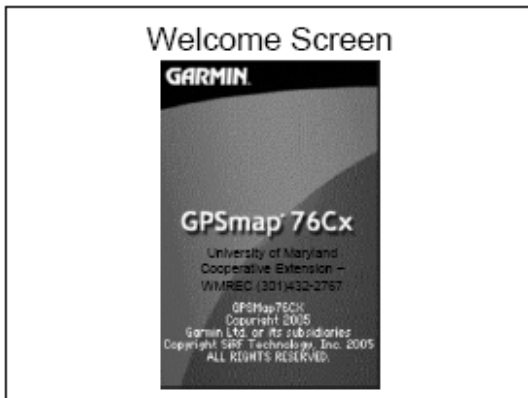 Welcome Screen
GARMIN.
GPSmap 76Cx
University of Maryland
Cooperative Extension –
WMREC (301)432-2767
GPSMap76CX
Copyright 2005
Garmin Ltd. or its subsidiaries
Copyright SiRF Technology, Inc. 2005
ALL RIGHTS RESERVED.